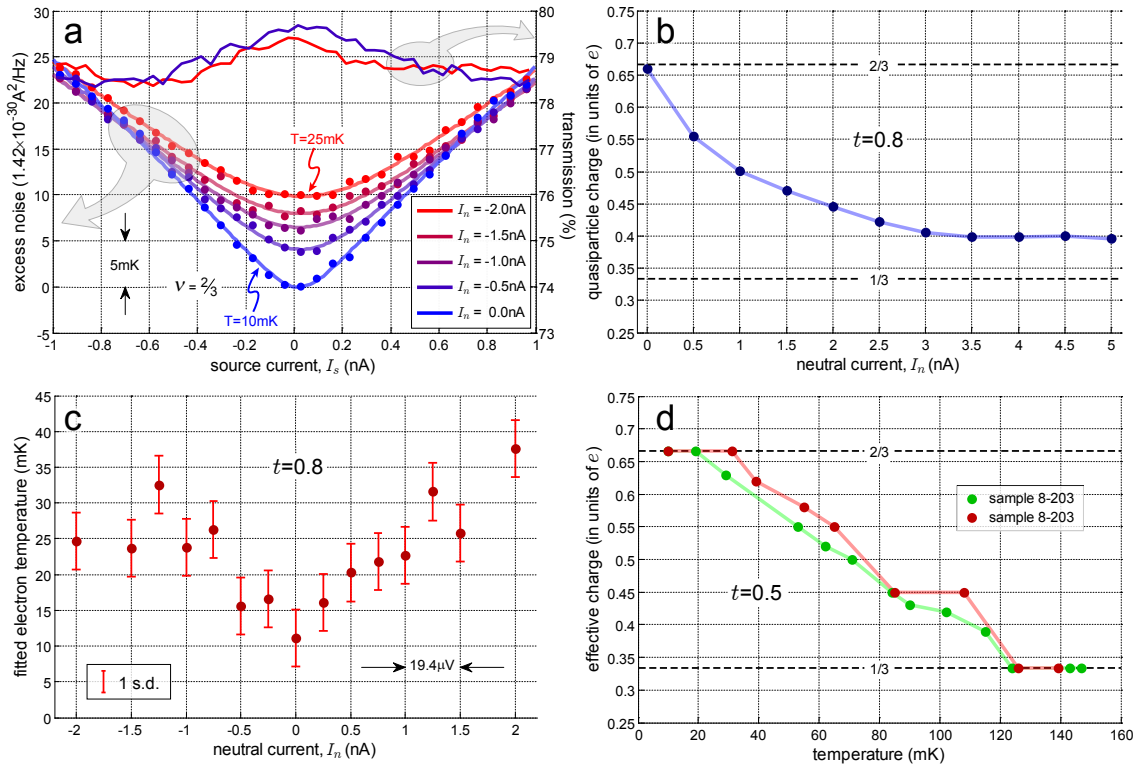 a
excess noise (1.42×10⁻³⁰A²/Hz)
30
25
20
15
10
5
0
-5
80
79
78
77
76
75
74
73
transmission (%)
T=25mK
5mK
ν = 2/3
T=10mK
Iₙ = -2.0nA
Iₙ = -1.5nA
Iₙ = -1.0nA
Iₙ = -0.5nA
Iₙ = 0.0nA
-1 -0.8 -0.6 -0.4 -0.2 0 0.2 0.4 0.6 0.8 1
source current, Iₛ (nA)
b
quasiparticle charge (in units of e)
0.75
0.7
0.65
0.6
0.55
0.5
0.45
0.4
0.35
0.3
0.25
2/3
t=0.8
1/3
0 0.5 1 1.5 2 2.5 3 3.5 4 4.5 5
neutral current, Iₙ (nA)
c
fitted electron temperature (mK)
45
40
35
30
25
20
15
10
5
0
t=0.8
19.4μV
1 s.d.
-2 -1.5 -1 -0.5 0 0.5 1 1.5 2
neutral current, Iₙ (nA)
d
effective charge (in units of e)
0.75
0.7
0.65
0.6
0.55
0.5
0.45
0.4
0.35
0.3
0.25
2/3
sample 8-203
sample 8-203
t=0.5
1/3
0 20 40 60 80 100 120 140 160
temperature (mK)